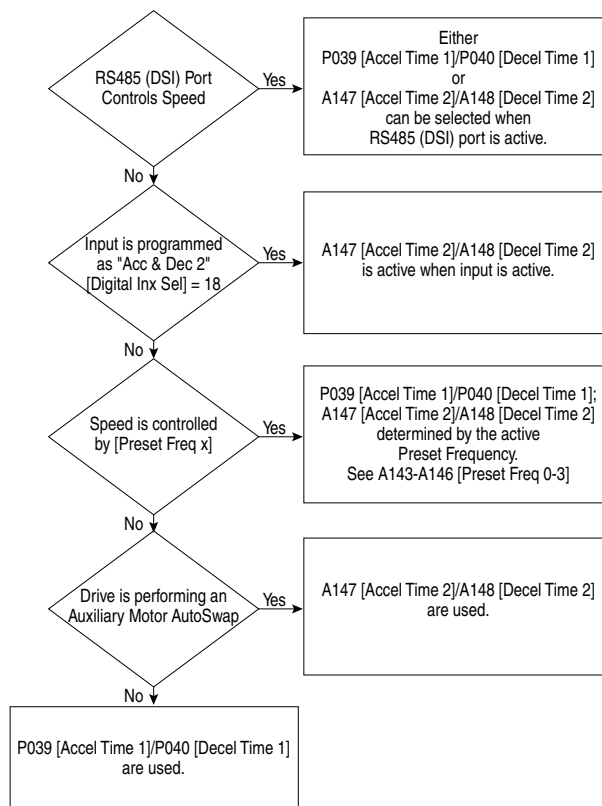 RS485 (DSI) Port
Controls Speed
Yes
Either
P039 [Accel Time 1]/P040 [Decel Time 1]
or
A147 [Accel Time 2]/A148 [Decel Time 2]
can be selected when
RS485 (DSI) port is active.
No
Input is programmed
as "Acc & Dec 2"
[Digital Inx Sel] = 18
Yes
A147 [Accel Time 2]/A148 [Decel Time 2]
is active when input is active.
No
Speed is controlled
by [Preset Freq x]
Yes
P039 [Accel Time 1]/P040 [Decel Time 1];
A147 [Accel Time 2]/A148 [Decel Time 2]
determined by the active
Preset Frequency.
See A143-A146 [Preset Freq 0-3]
No
Drive is performing an
Auxiliary Motor AutoSwap
Yes
A147 [Accel Time 2]/A148 [Decel Time 2]
are used.
No
P039 [Accel Time 1]/P040 [Decel Time 1]
are used.